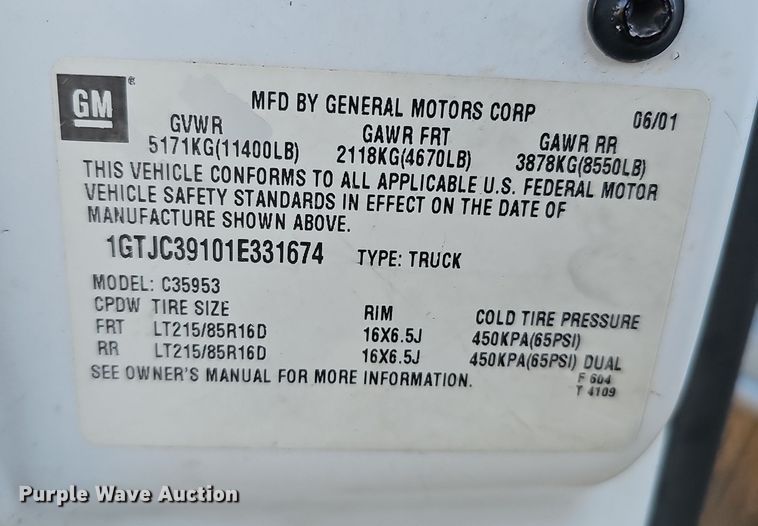 GM ®
MFD BY GENERAL MOTORS CORP 06/01
GVWR GAWR FRT GAWR RR
5171KG(11400LB) 2118KG(4670LB) 3878KG(8550LB)
THIS VEHICLE CONFORMS TO ALL APPLICABLE U.S. FEDERAL MOTOR
VEHICLE SAFETY STANDARDS IN EFFECT ON THE DATE OF
MANUFACTURE SHOWN ABOVE.
1GTJC39101E331674 TYPE: TRUCK
MODEL: C35953
CPDW TIRE SIZE RIM COLD TIRE PRESSURE
FRT LT215/85R16D 16X6.5J 450KPA(65PSI)
RR LT215/85R16D 16X6.5J 450KPA(65PSI) DUAL
SEE OWNER'S MANUAL FOR MORE INFORMATION. F 604
T 4109
Purple Wave Auction